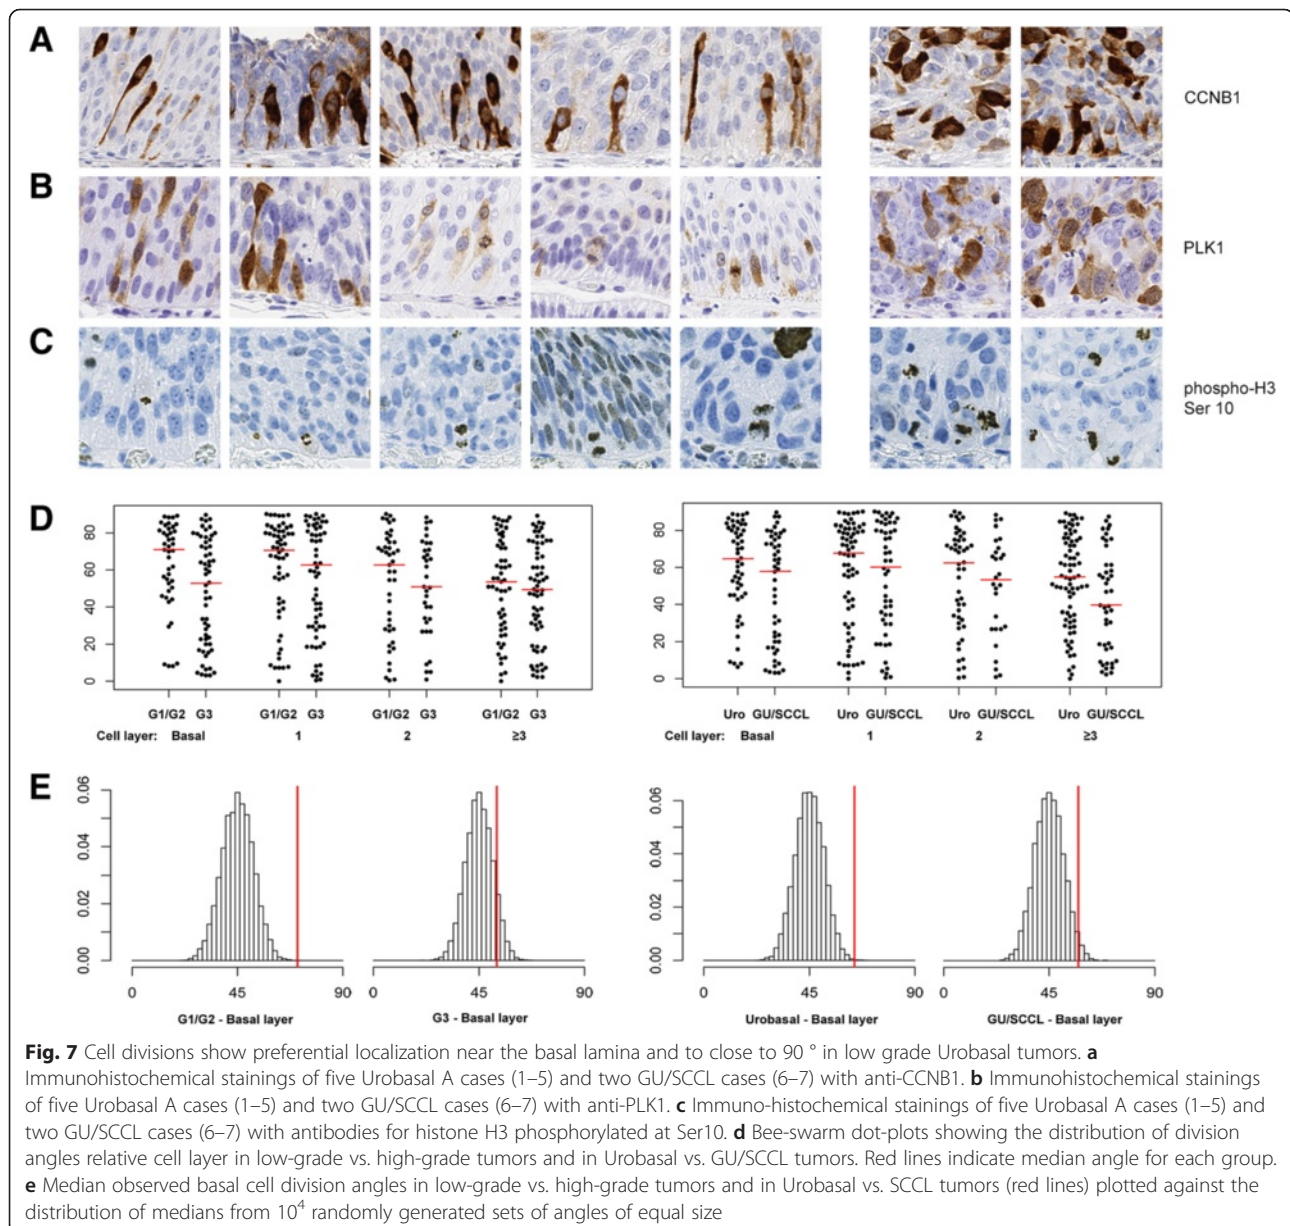 A
CCNB1
B
PLK1
C
phospho-H3
Ser 10
D
80
60
40
20
0
G1/G2 G3 G1/G2 G3 G1/G2 G3 G1/G2 G3
Cell layer: Basal 1 2 ≥3
80
60
40
20
0
Uro GU/SCCL Uro GU/SCCL Uro GU/SCCL Uro GU/SCCL
Cell layer: Basal 1 2 ≥3
E
0.06
0.04
0.02
0.00
0 45 90
G1/G2 - Basal layer
0 45 90
G3 - Basal layer
0.06
0.04
0.02
0.00
0 45 90
Urobasal - Basal layer
0 45 90
GU/SCCL - Basal layer
Fig. 7 Cell divisions show preferential localization near the basal lamina and to close to 90 ° in low grade Urobasal tumors. a
Immunohistochemical stainings of five Urobasal A cases (1–5) and two GU/SCCL cases (6–7) with anti-CCNB1. b Immunohistochemical stainings
of five Urobasal A cases (1–5) and two GU/SCCL cases (6–7) with anti-PLK1. c Immuno-histochemical stainings of five Urobasal A cases (1–5) and
two GU/SCCL cases (6–7) with antibodies for histone H3 phosphorylated at Ser10. d Bee-swarm dot-plots showing the distribution of division
angles relative cell layer in low-grade vs. high-grade tumors and in Urobasal vs. GU/SCCL tumors. Red lines indicate median angle for each group.
e Median observed basal cell division angles in low-grade vs. high-grade tumors and in Urobasal vs. SCCL tumors (red lines) plotted against the
distribution of medians from 10⁴ randomly generated sets of angles of equal size